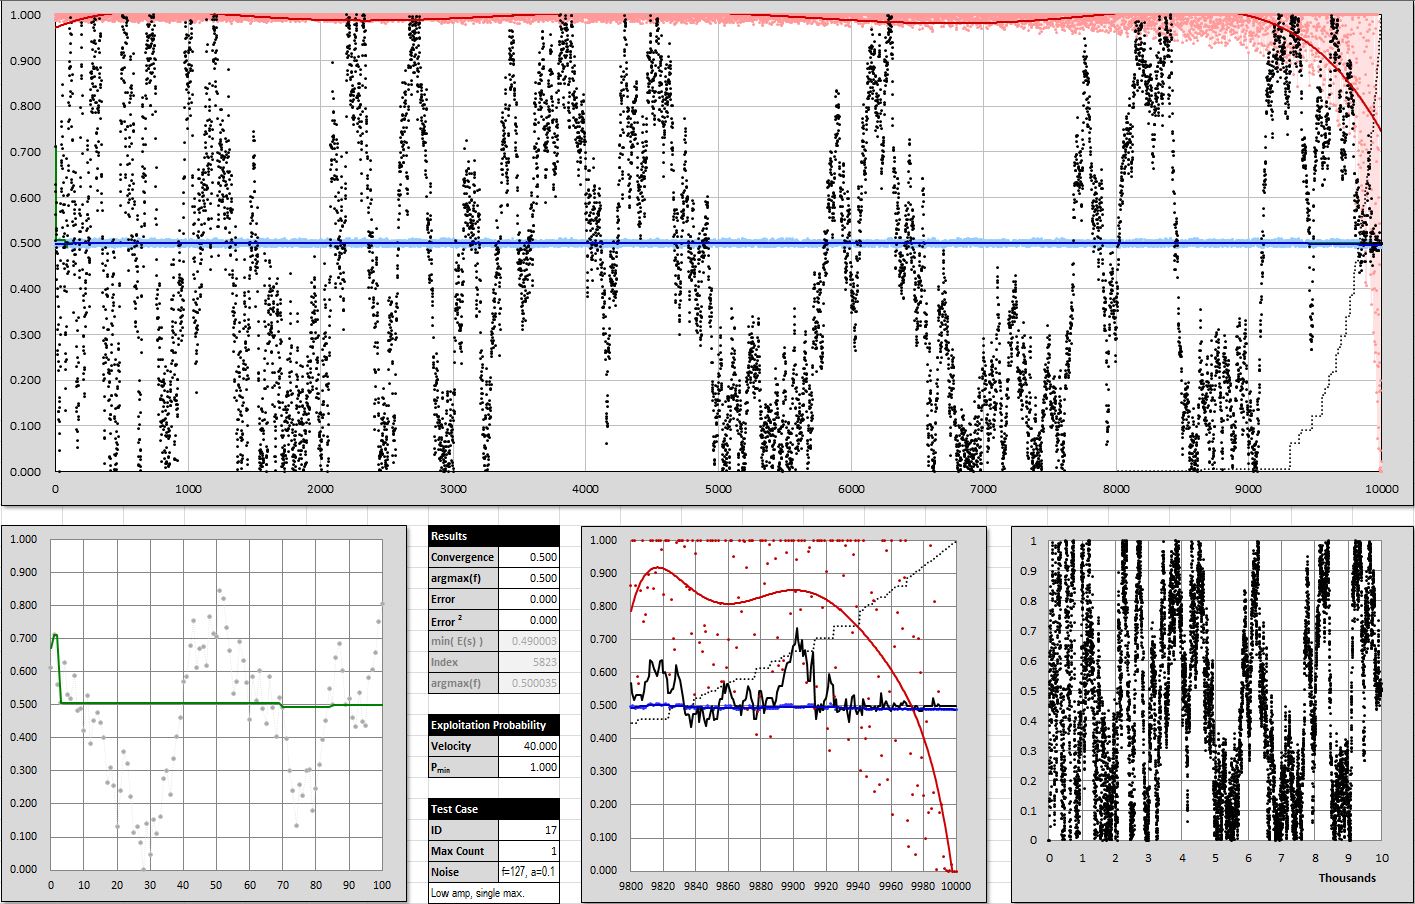 1.000
0.900
0.800
0.700
0.600
0.500
0.400
0.300
0.200
0.100
0.000
0 1000 2000 3000 4000 5000 6000 7000 8000 9000 10000
1.000
0.900
0.800
0.700
0.600
0.500
0.400
0.300
0.200
0.100
0.000
0 10 20 30 40 50 60 70 80 90 100
Results
Convergence 0.500
argmax(f) 0.500
Error 0.000
Error ² 0.000
min( E(s) ) 0.490003
Index 5823
argmax(f) 0.500035
Exploitation Probability
Velocity 40.000
Pmin 1.000
Test Case
ID 17
Max Count 1
Noise f=127, a=0.1
Low amp, single max.
1.000
0.900
0.800
0.700
0.600
0.500
0.400
0.300
0.200
0.100
0.000
9800 9820 9840 9860 9880 9900 9920 9940 9960 9980 10000
1
0.9
0.8
0.7
0.6
0.5
0.4
0.3
0.2
0.1
0
0 1 2 3 4 5 6 7 8 9 10
Thousands